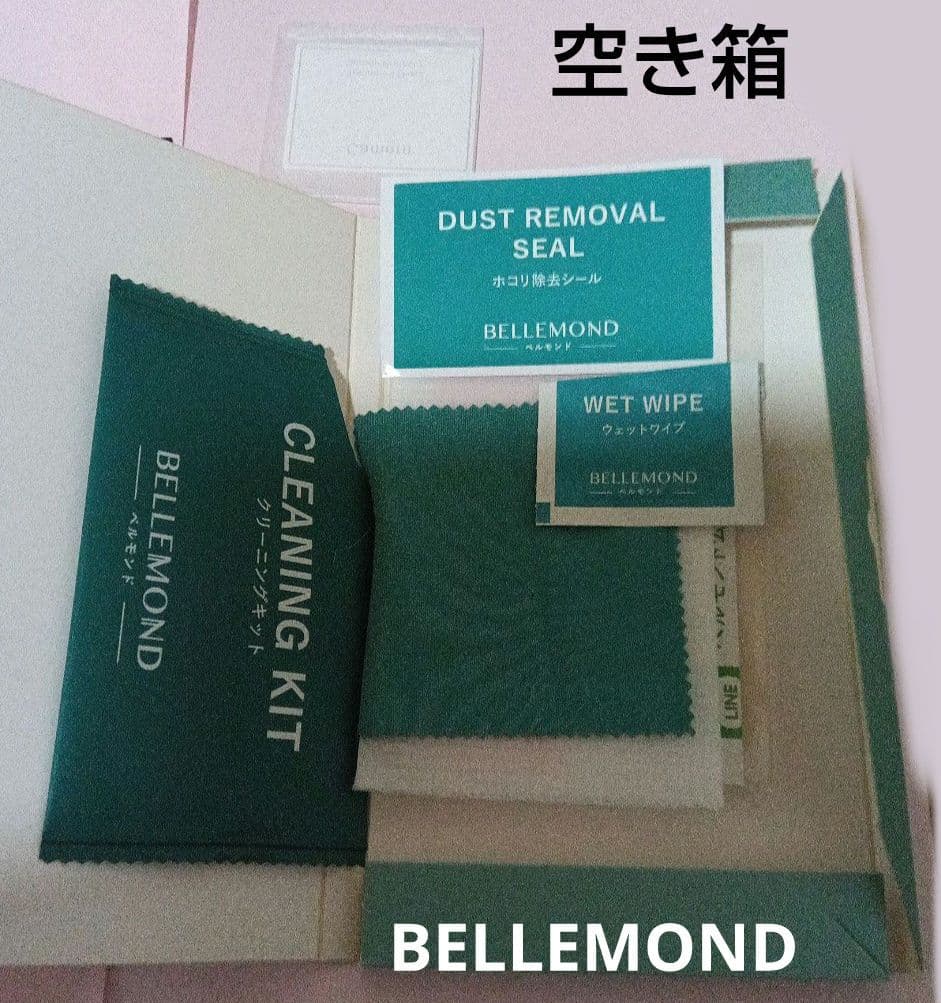 空き箱
DUST REMOVAL
SEAL
ホコリ除去シール
BELLEMOND
ベルモンド
WET WIPE
ウェットワイプ
BELLEMOND
ベルモンド
CLEANING KIT
クリーニングキット
BELLEMOND
ベルモンド
LINE
BELLEMOND